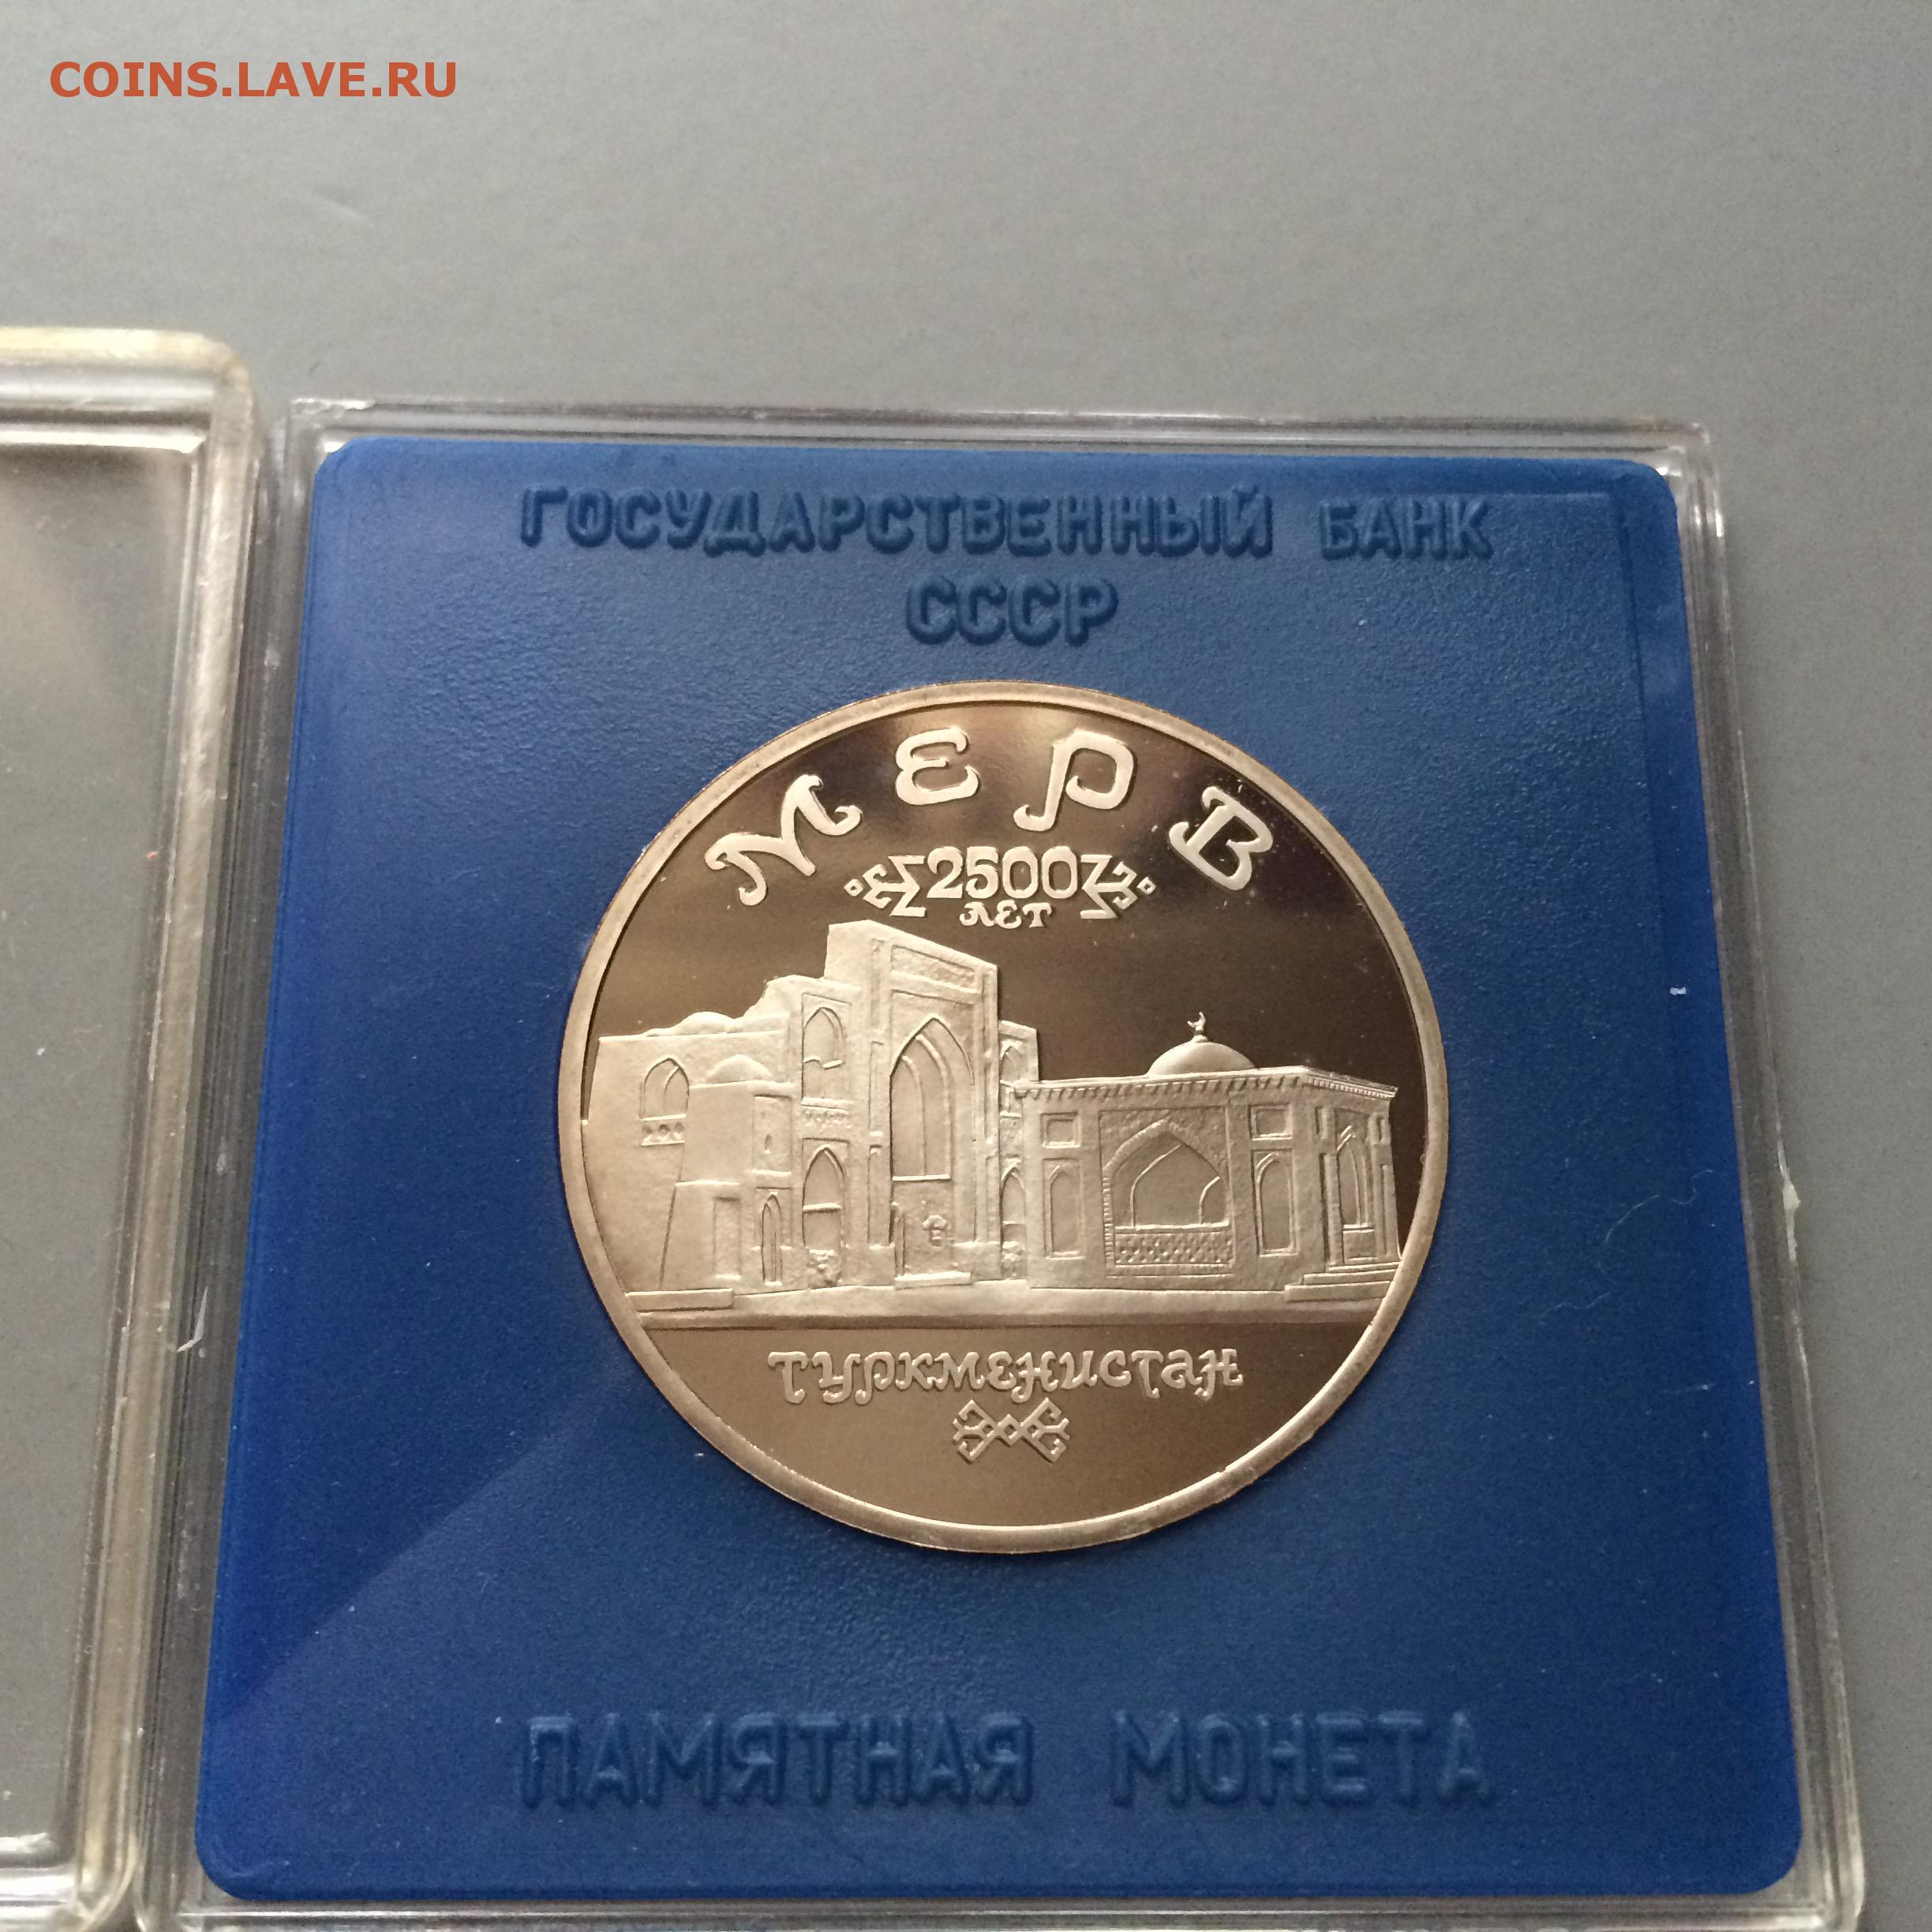 COINS.LAVE.RU
ГОСУДАРСТВЕННЫЙ БАНК
СССР
МЕРВ
2500
ЛЕТ
ТУРКМЕНИСТАН
ПАМЯТНАЯ МОНЕТА